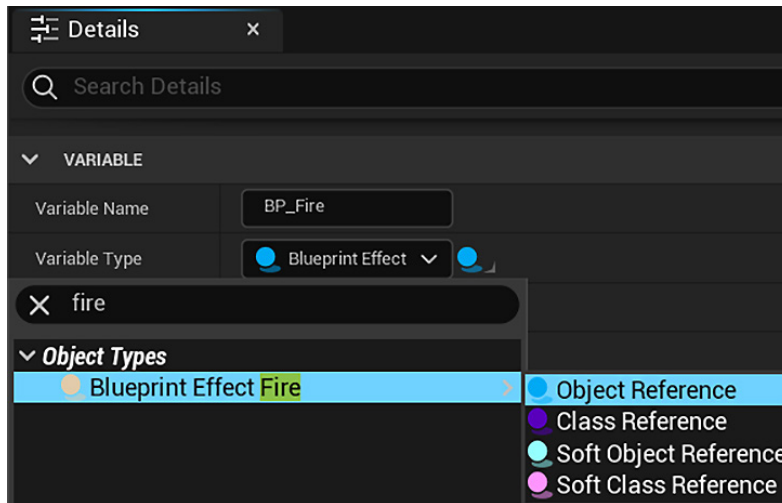 Details
Search Details
VARIABLE
Variable Name BP_Fire
Variable Type Blueprint Effect
fire
Object Types
Blueprint Effect Fire
Object Reference
Class Reference
Soft Object Reference
Soft Class Reference